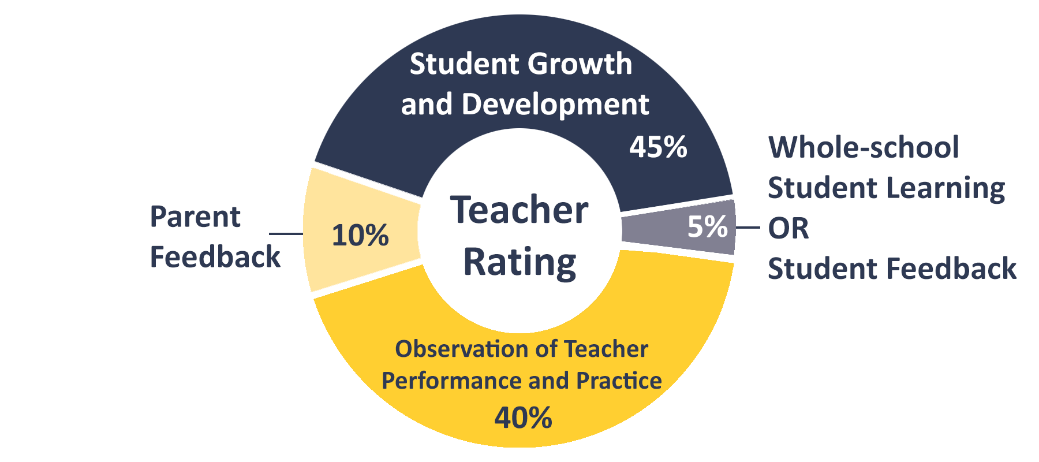 Student Growth
and Development
45%
Whole-school
Student Learning
OR
Student Feedback
5%
Parent
Feedback
10%
Teacher
Rating
Observation of Teacher
Performance and Practice
40%